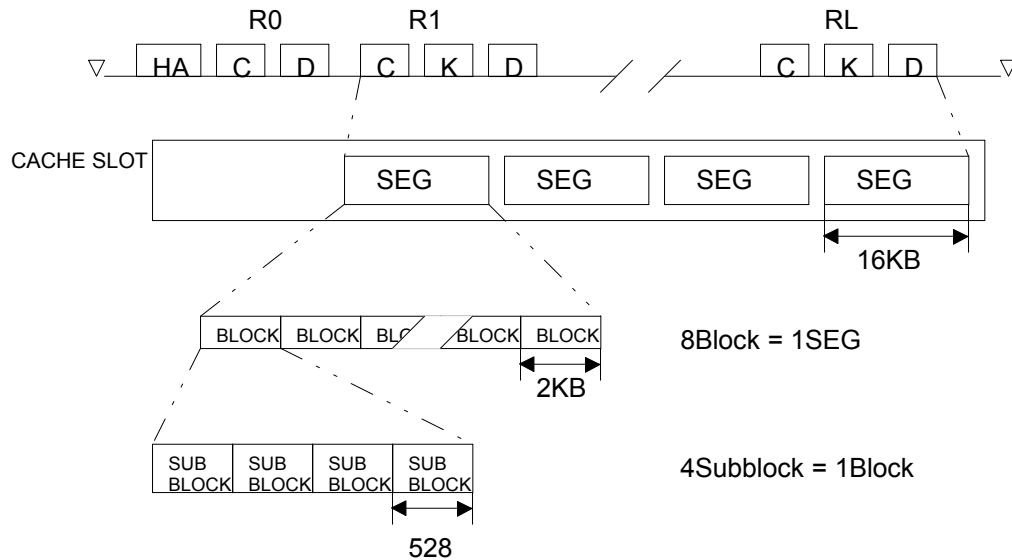 R0 R1 RL
HA C D C K D C K D
CACHE SLOT
SEG SEG SEG SEG
16KB
BLOCK BLOCK BLOCK BLOCK
8Block = 1SEG
2KB
SUB BLOCK SUB BLOCK SUB BLOCK SUB BLOCK
4Subblock = 1Block
528